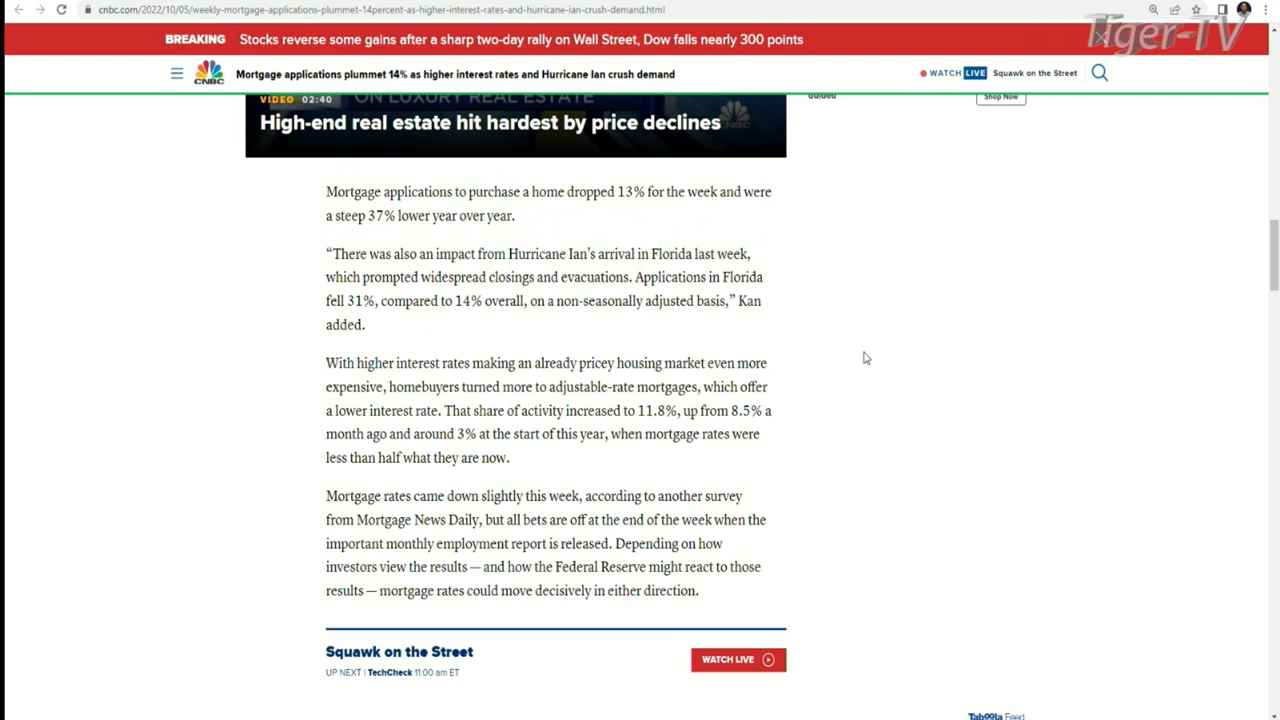 cnbc.com/2022/10/05/weekly-mortgage-applications-plummet-14percent-as-higher-interest-rates-and-hurricane-ian-crush-demand.html
Tiger-TV
BREAKING Stocks reverse some gains after a sharp two-day rally on Wall Street, Dow falls nearly 300 points
CNBC Mortgage applications plummet 14% as higher interest rates and Hurricane Ian crush demand WATCH LIVE Squawk on the Street
VIDEO 02:40 ON LUXURY REAL ESTATE
guided Shop Now
High-end real estate hit hardest by price declines
CNBC
Mortgage applications to purchase a home dropped 13% for the week and were
a steep 37% lower year over year.
“There was also an impact from Hurricane Ian’s arrival in Florida last week,
which prompted widespread closings and evacuations. Applications in Florida
fell 31%, compared to 14% overall, on a non-seasonally adjusted basis,” Kan
added.
With higher interest rates making an already pricey housing market even more
expensive, homebuyers turned more to adjustable-rate mortgages, which offer
a lower interest rate. That share of activity increased to 11.8%, up from 8.5% a
month ago and around 3% at the start of this year, when mortgage rates were
less than half what they are now.
Mortgage rates came down slightly this week, according to another survey
from Mortgage News Daily, but all bets are off at the end of the week when the
important monthly employment report is released. Depending on how
investors view the results — and how the Federal Reserve might react to those
results — mortgage rates could move decisively in either direction.
Squawk on the Street
WATCH LIVE
UP NEXT | TechCheck 11:00 am ET
Taboola Feed